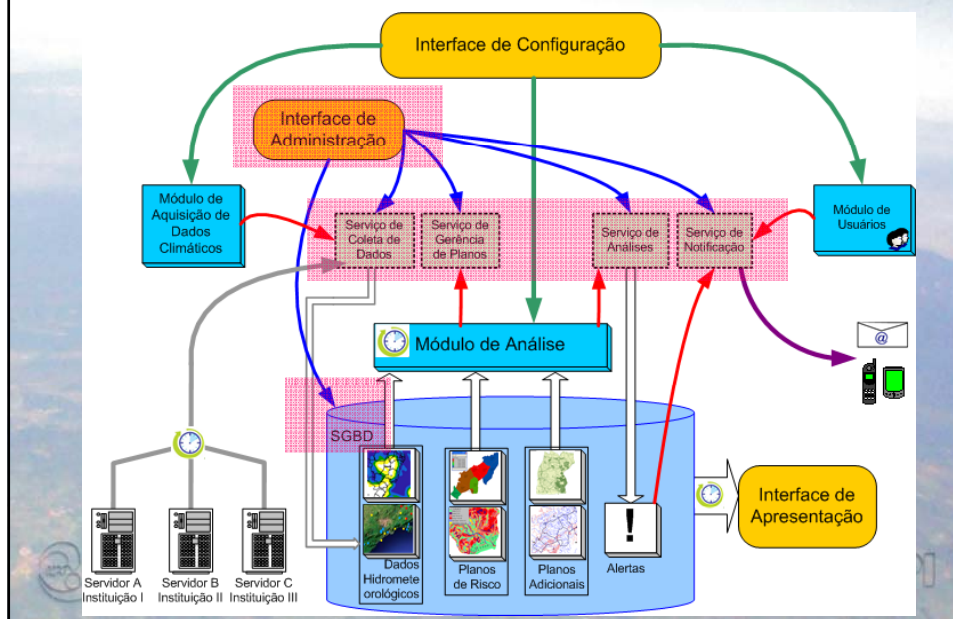 Interface de Configuração
Interface de
Administração
Módulo de
Aquisição de
Dados
Climáticos
Serviço de
Coleta de
Dados
Serviço de
Gerência
de Planos
Serviço de
Análises
Serviço de
Notificação
Módulo de
Usuários
Módulo de Análise
@
SGBD
!
Dados
Hidromete
orológicos
Planos
de Risco
Planos
Adicionais
Alertas
Interface de
Apresentação
Servidor A
Instituição I
Servidor B
Instituição II
Servidor C
Instituição III